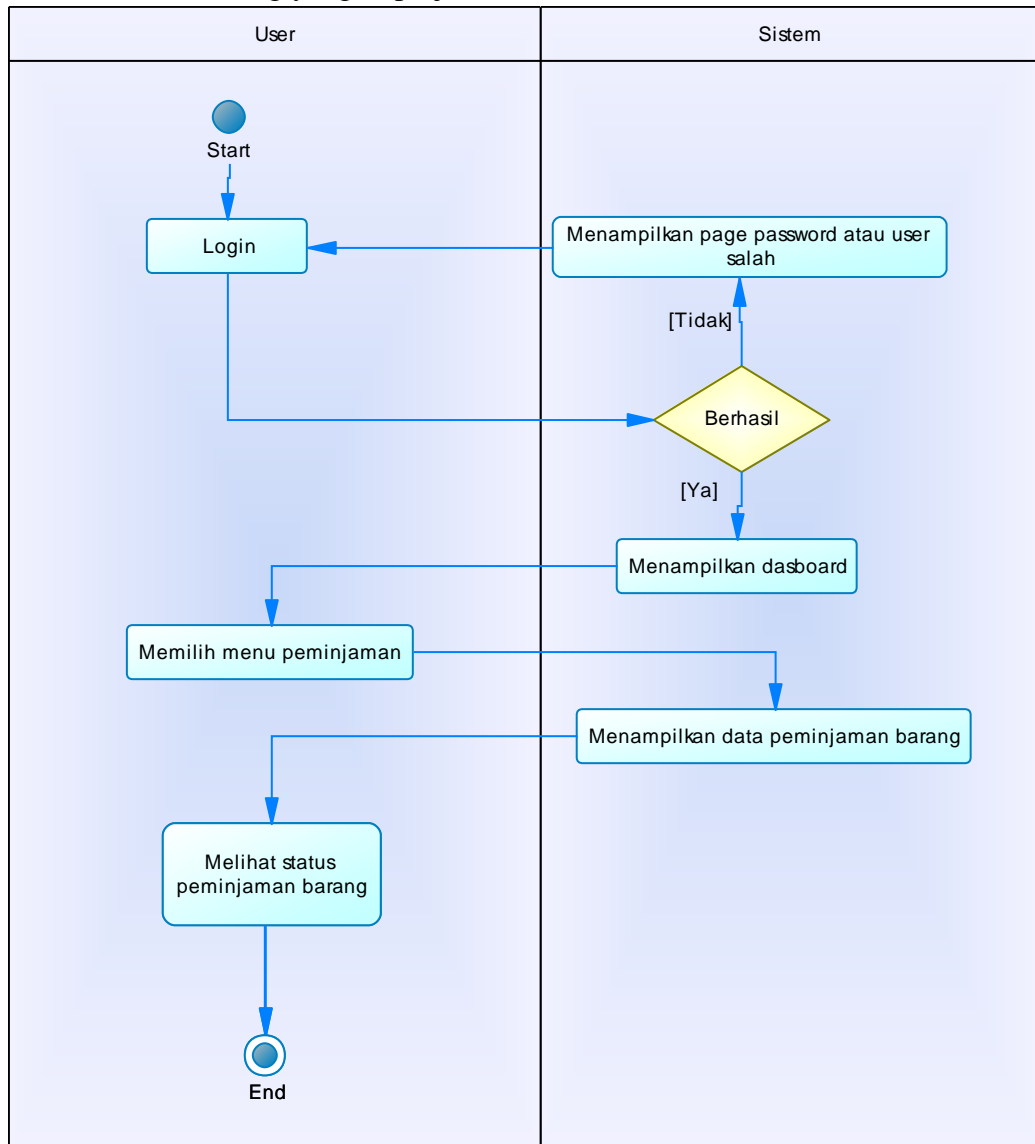 User
Sistem
Start
Login
Menampilkan page password atau user
salah
[Tidak]
Berhasil
[Ya]
Menampilkan dasboard
Memilih menu peminjaman
Menampilkan data peminjaman barang
Melihat status
peminjaman barang
End